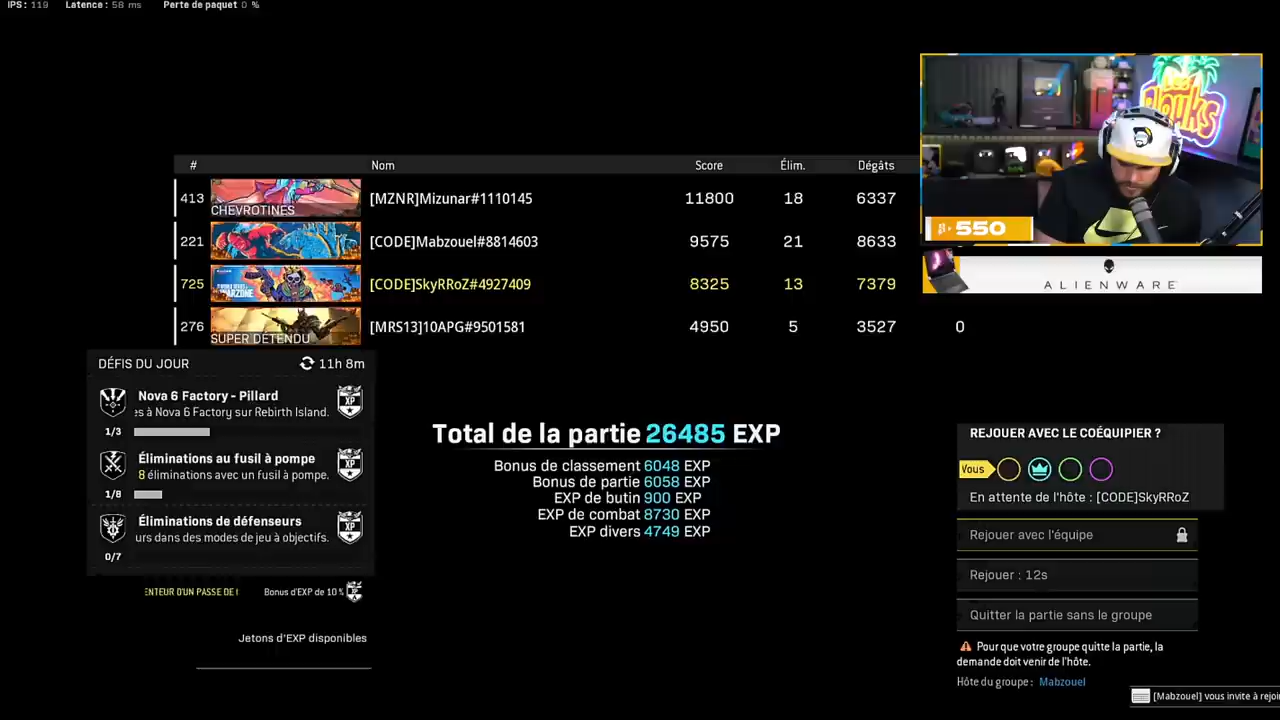 IPS : 119 Latence : 58 ms Perte de paquet 0 %
# Nom Score Élim. Dégâts
413 CHEVROTINES [MZNR]Mizunar#1110145 11800 18 6337
221 [CODE]Mabzouel#8814603 9575 21 8633
725 [CODE]SkyRRoZ#4927409 8325 13 7379
276 SUPER DÉTENDU [MRS13]10APG#9501581 4950 5 3527 0
550
ALIENWARE
DÉFIS DU JOUR 11h 8m
Nova 6 Factory - Pillard
es à Nova 6 Factory sur Rebirth Island.
XP
1/3
Éliminations au fusil à pompe
8 éliminations avec un fusil à pompe.
XP
1/8
Éliminations de défenseurs
urs dans des modes de jeu à objectifs.
XP
0/7
ENTEUR D'UN PASSE DE Bonus d'EXP de 10 %
Jetons d'EXP disponibles
Total de la partie 26485 EXP
Bonus de classement 6048 EXP
Bonus de partie 6058 EXP
EXP de butin 900 EXP
EXP de combat 8730 EXP
EXP divers 4749 EXP
REJOUER AVEC LE COÉQUIPIER ?
Vous
En attente de l'hôte : [CODE]SkyRRoZ
Rejouer avec l'équipe
Rejouer : 12s
Quitter la partie sans le groupe
Pour que votre groupe quitte la partie, la
demande doit venir de l'hôte.
Hôte du groupe : Mabzouel
[Mabzouel] vous invite à rejoi